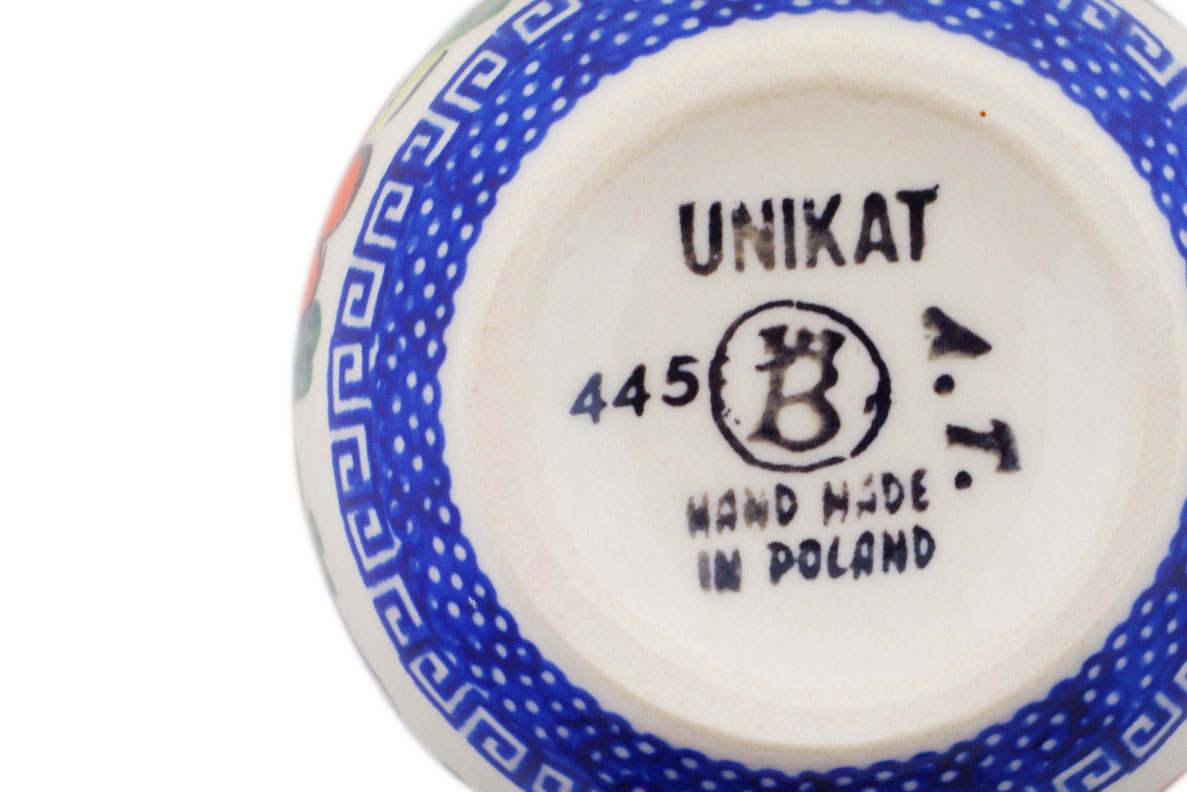 UNIKAT
445
B
A.T.
HAND MADE
IN POLAND